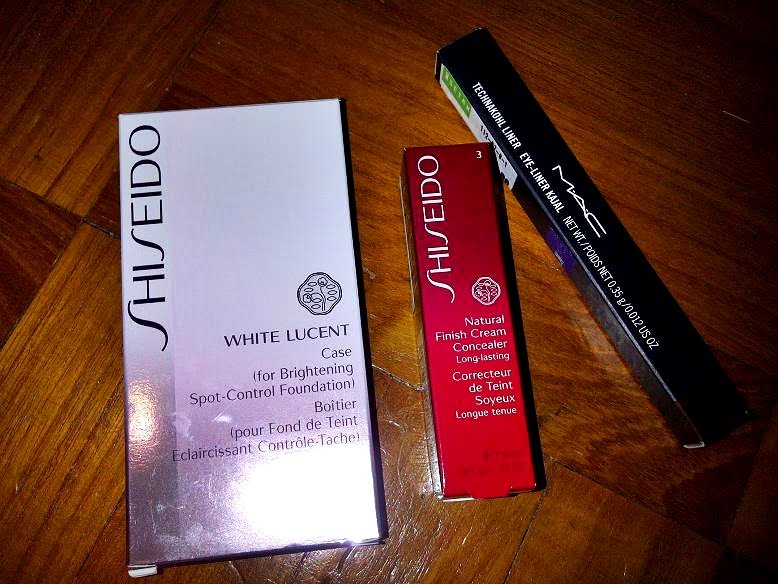 SHISEIDO
WHITE LUCENT
Case
(for Brightening
Spot-Control Foundation)
Boîtier
(pour Fond de Teint
Eclaircissant Contrôle-Tache)
3
SHISEIDO
Natural
Finish Cream
Concealer
Long-lasting
Correcteur
de Teint
Soyeux
Longue tenue
TECHNAKOHL LINER EYE-LINER KAJAL
MAC
NET WT./POIDS NET 0.35 g/0.012 US OZ